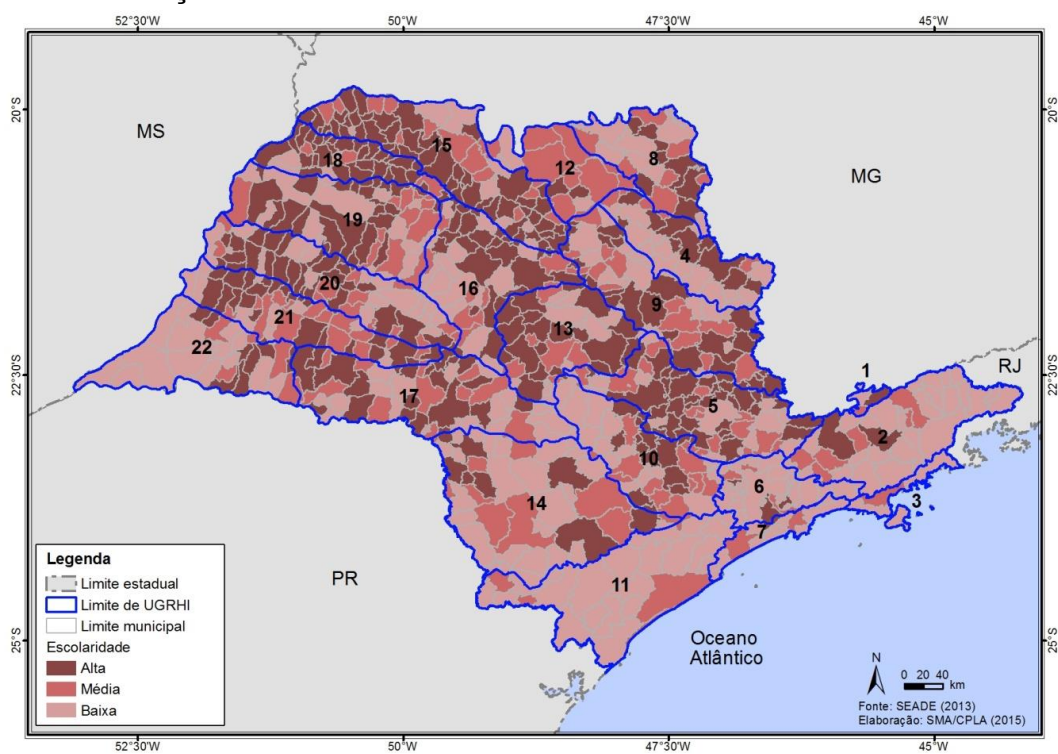 52°30'W 50°W 47°30'W 45°W
20°S 20°S
MS
15
12
8
18
MG
19
4
20
16
9
21
13
22
22°30'S 22°30'S
1
RJ
17
5
2
10
6
3
14
7
11
PR
Legenda
Limite estadual
Limite de UGRHI
Limite municipal
Escolaridade
Alta
Média
Baixa
25°S 25°S
Oceano
Atlântico
N
0 20 40
km
Fonte: SEADE (2013)
Elaboração: SMA/CPLA (2015)
52°30'W 50°W 47°30'W 45°W